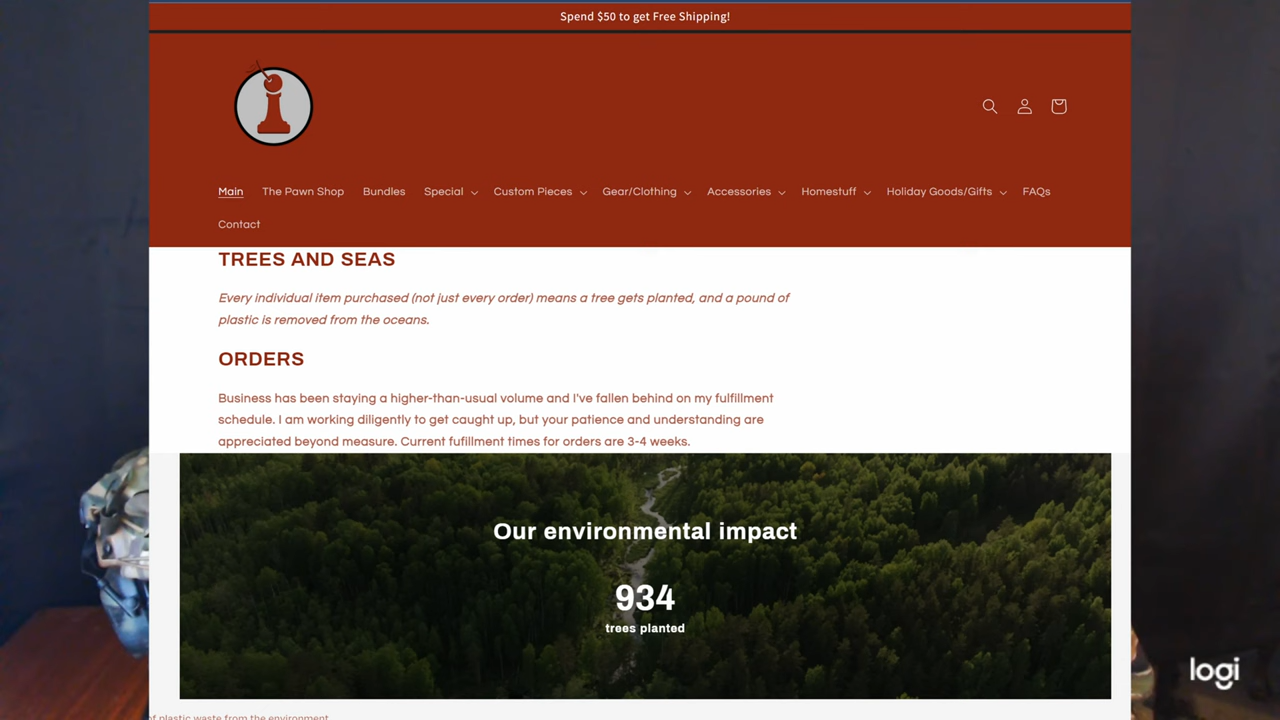 Spend $50 to get Free Shipping!
Main The Pawn Shop Bundles Special Custom Pieces Gear/Clothing Accessories Homestuff Holiday Goods/Gifts FAQs
Contact
TREES AND SEAS
Every individual item purchased (not just every order) means a tree gets planted, and a pound of
plastic is removed from the oceans.
ORDERS
Business has been staying a higher-than-usual volume and I've fallen behind on my fulfillment
schedule. I am working diligently to get caught up, but your patience and understanding are
appreciated beyond measure. Current fufillment times for orders are 3-4 weeks.
Our environmental impact
934
trees planted
of plastic waste from the environment
logi